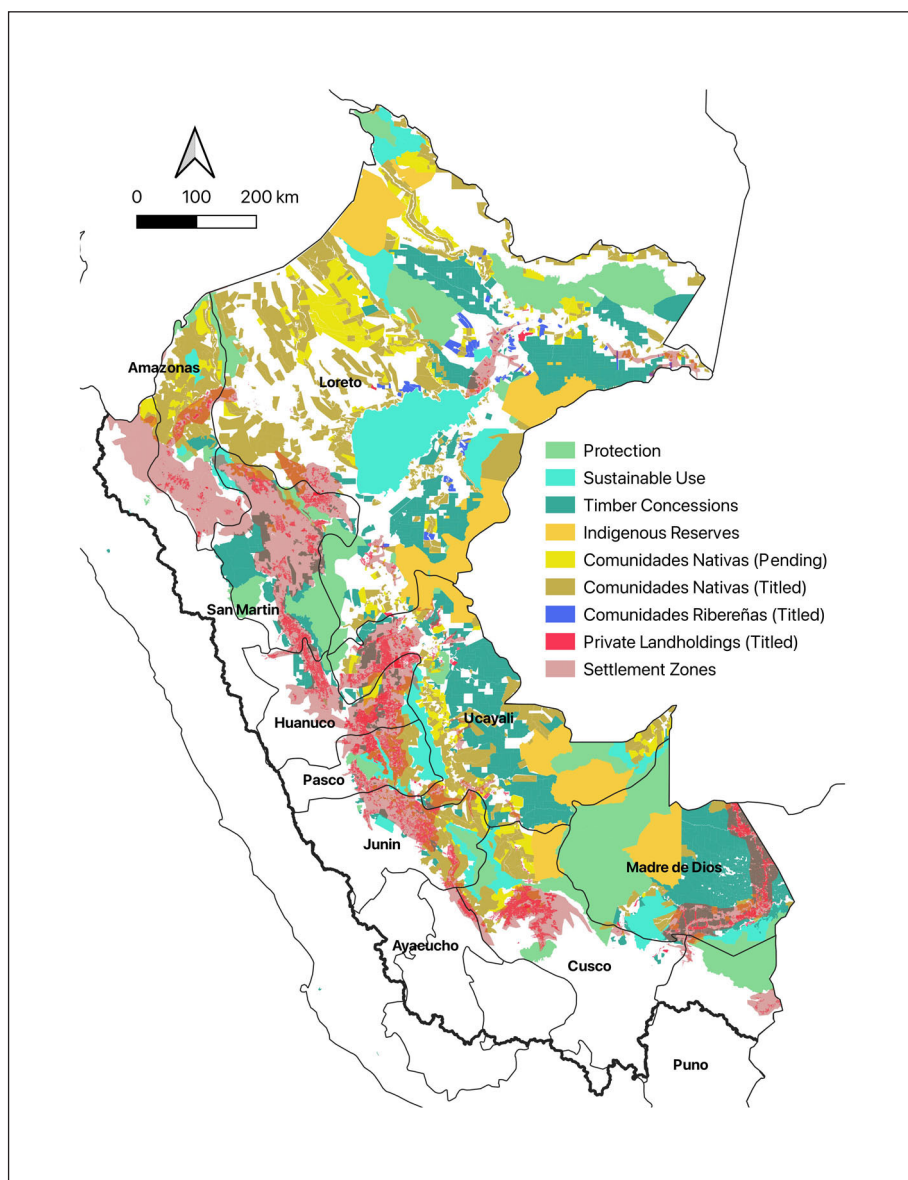 0 100 200 km
Amazonas
Loreto
Protection
Sustainable Use
Timber Concessions
Indigenous Reserves
Comunidades Nativas (Pending)
Comunidades Nativas (Titled)
Comunidades Ribereñas (Titled)
Private Landholdings (Titled)
Settlement Zones
San Martin
Huanuco
Ucayali
Pasco
Junin
Madre de Dios
Ayaeucho
Cusco
Puno